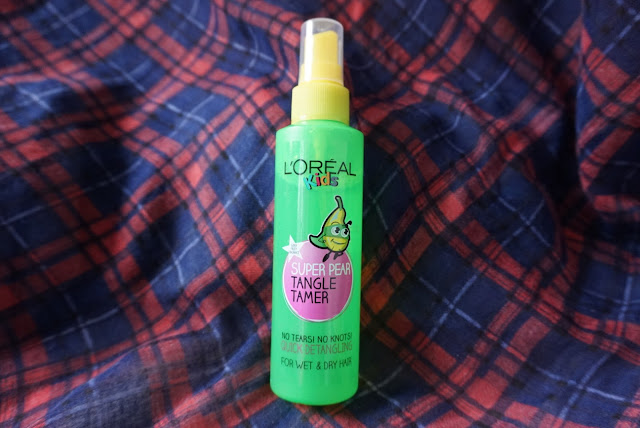 L'ORÉAL
Kids
SUPER PEAR
TANGLE
TAMER
NO TEARS! NO KNOTS!
QUICK DETANGLING
FOR WET & DRY HAIR